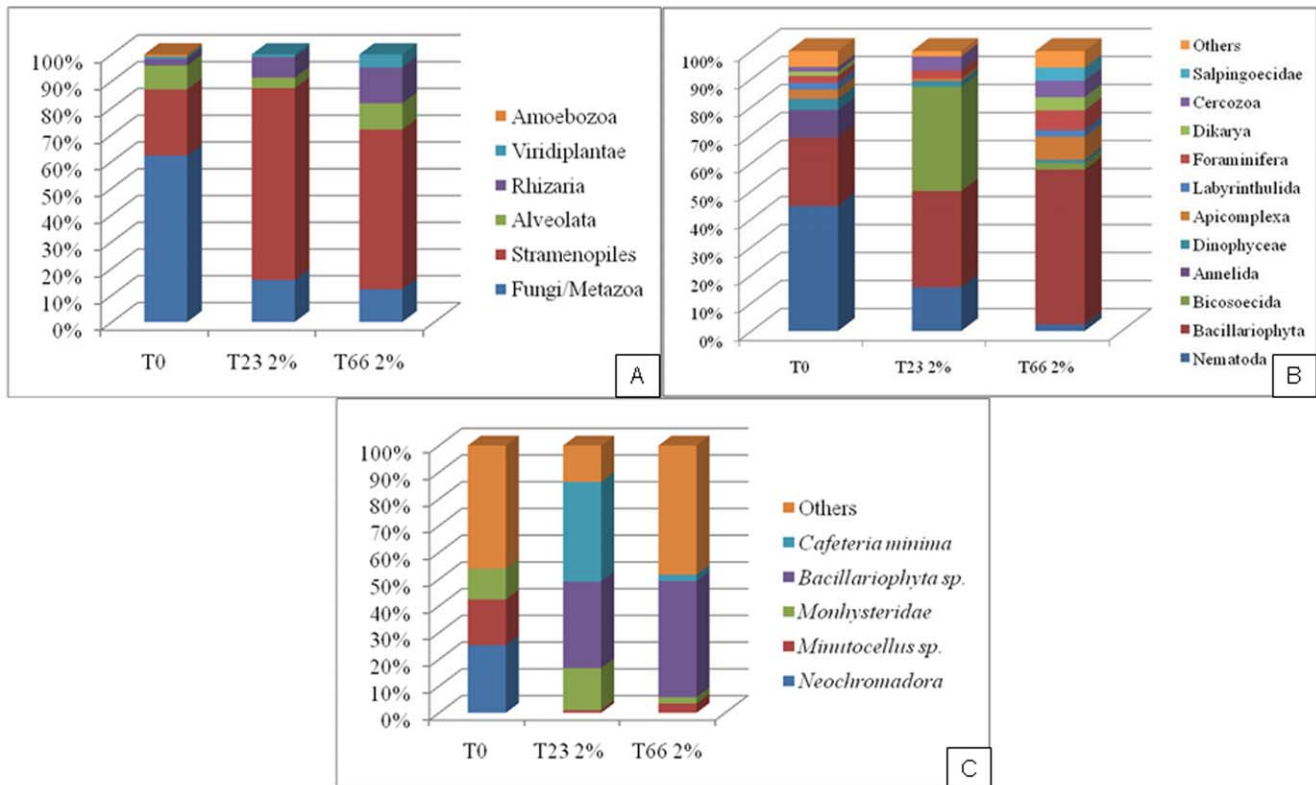 100%
90%
80%
70%
60%
50%
40%
30%
20%
10%
0%
T0 T23 2% T66 2%
Amoebozoa
Viridiplantae
Rhizaria
Alveolata
Stramenopiles
Fungi/Metazoa
A
100%
90%
80%
70%
60%
50%
40%
30%
20%
10%
0%
T0 T23 2% T66 2%
Others
Salpingoecidae
Cercozoa
Dikarya
Foraminifera
Labyrinthulida
Apicomplexa
Dinophyceae
Annelida
Bicosoecida
Bacillariophyta
Nematoda
B
100%
90%
80%
70%
60%
50%
40%
30%
20%
10%
0%
T0 T23 2% T66 2%
Others
Cafeteria minima
Bacillariophyta sp.
Monhysteridae
Minutocellus sp.
Neochromadora
C